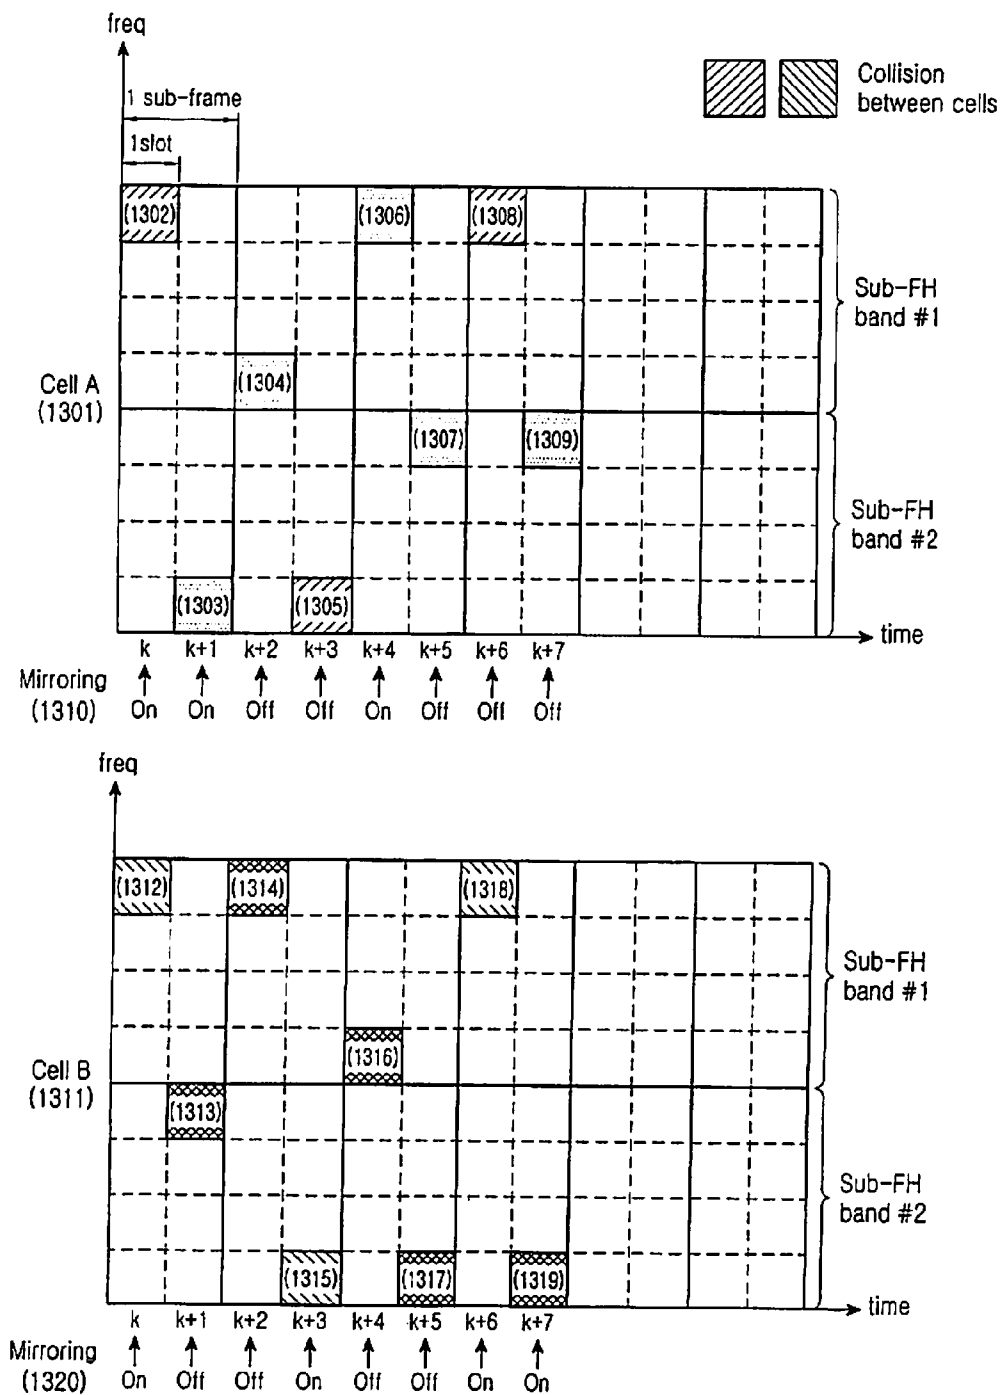 freq
Collision
between cells
1 sub-frame
1slot
(1302)
(1306)
(1308)
Sub-FH
band #1
(1304)
Cell A
(1301)
(1307)
(1309)
Sub-FH
band #2
(1303)
(1305)
time
k k+1 k+2 k+3 k+4 k+5 k+6 k+7
Mirroring
(1310)
On On Off Off On Off Off Off
freq
(1312)
(1314)
(1318)
Sub-FH
band #1
(1316)
Cell B
(1311)
(1313)
Sub-FH
band #2
(1315)
(1317)
(1319)
time
k k+1 k+2 k+3 k+4 k+5 k+6 k+7
Mirroring
(1320)
On Off Off On Off Off On On